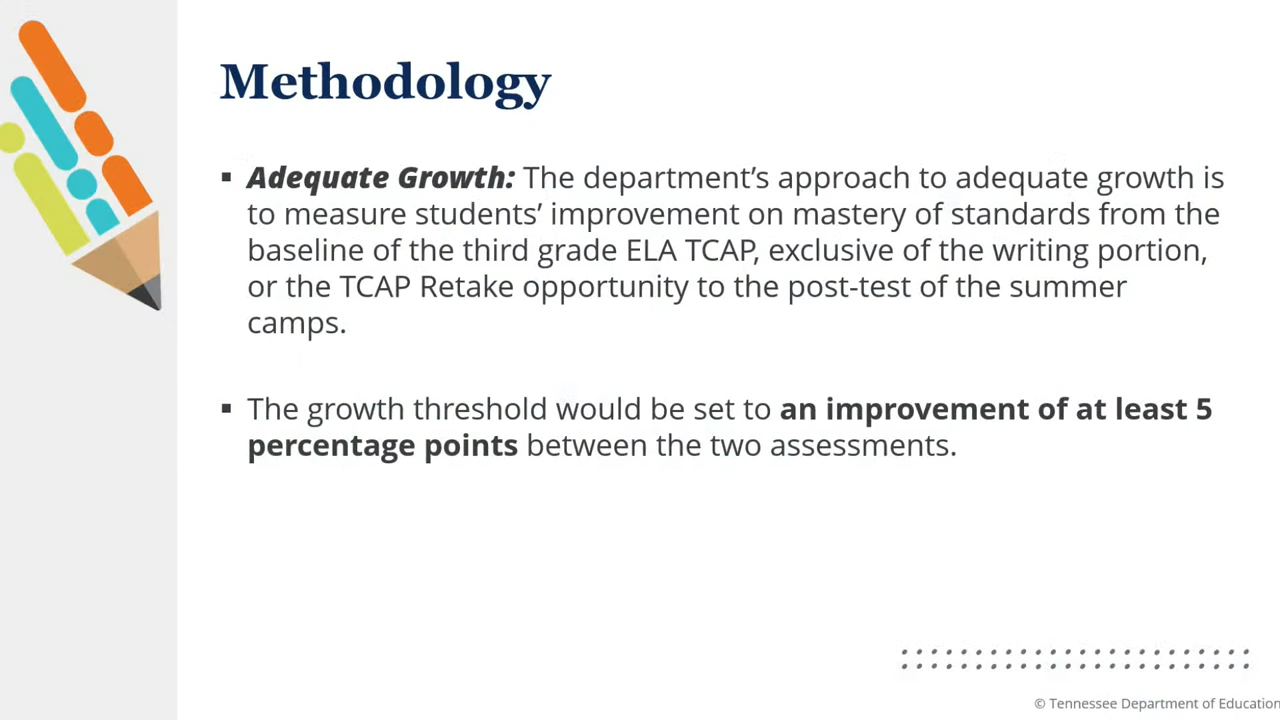 Methodology
▪ Adequate Growth: The department's approach to adequate growth is
to measure students' improvement on mastery of standards from the
baseline of the third grade ELA TCAP, exclusive of the writing portion,
or the TCAP Retake opportunity to the post-test of the summer
camps.
▪ The growth threshold would be set to an improvement of at least 5
percentage points between the two assessments.
© Tennessee Department of Education